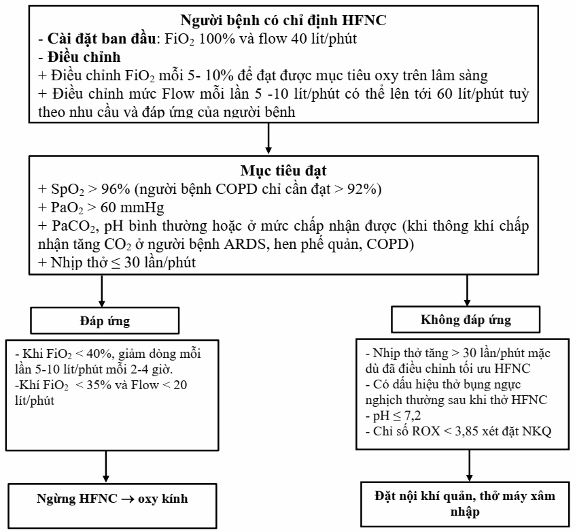 Người bệnh có chỉ định HFNC
- Cài đặt ban đầu: FiO2 100% và flow 40 lít/phút
- Điều chỉnh
+ Điều chỉnh FiO2 mỗi 5- 10% để đạt được mục tiêu oxy trên lâm sàng
+ Điều chỉnh mức Flow mỗi lần 5 -10 lít/phút có thể lên tới 60 lít/phút tuỳ
theo nhu cầu và đáp ứng của người bệnh
Mục tiêu đạt
+ SpO2 > 96% (người bệnh COPD chỉ cần đạt > 92%)
+ PaO2 > 60 mmHg
+ PaCO2, pH bình thường hoặc ở mức chấp nhận được (khi thông khí chấp
nhận tăng CO2 ở người bệnh ARDS, hen phế quản, COPD)
+ Nhịp thở ≤ 30 lần/phút
Đáp ứng
- Khi FiO2 < 40%, giảm dòng mỗi
lần 5-10 lít/phút mỗi 2-4 giờ.
-Khí FiO2 < 35% và Flow < 20
lít/phút
Ngừng HFNC → oxy kính
Không đáp ứng
- Nhịp thở tăng > 30 lần/phút mặc
dù đã điều chỉnh tối ưu HFNC
- Có dấu hiệu thở bụng ngực
nghịch thường sau khi thở HFNC
- pH ≤ 7,2
- Chỉ số ROX < 3,85 xét đặt NKQ
Đặt nội khí quản, thở máy xâm
nhập